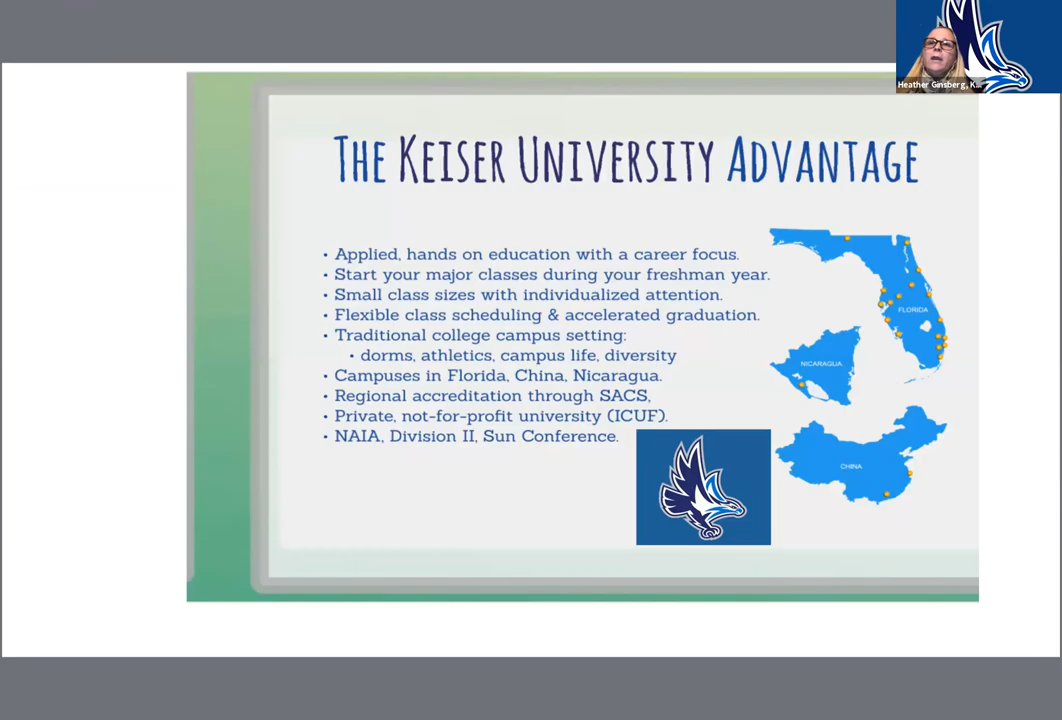 Heather Ginsberg, K...
THE KEISER UNIVERSITY ADVANTAGE
• Applied, hands on education with a career focus.
• Start your major classes during your freshman year.
• Small class sizes with individualized attention.
• Flexible class scheduling & accelerated graduation.
• Traditional college campus setting:
• dorms, athletics, campus life, diversity
• Campuses in Florida, China, Nicaragua.
• Regional accreditation through SACS,
• Private, not-for-profit university (ICUF).
• NAIA, Division II, Sun Conference.
FLORIDA
NICARAGUA
CHINA